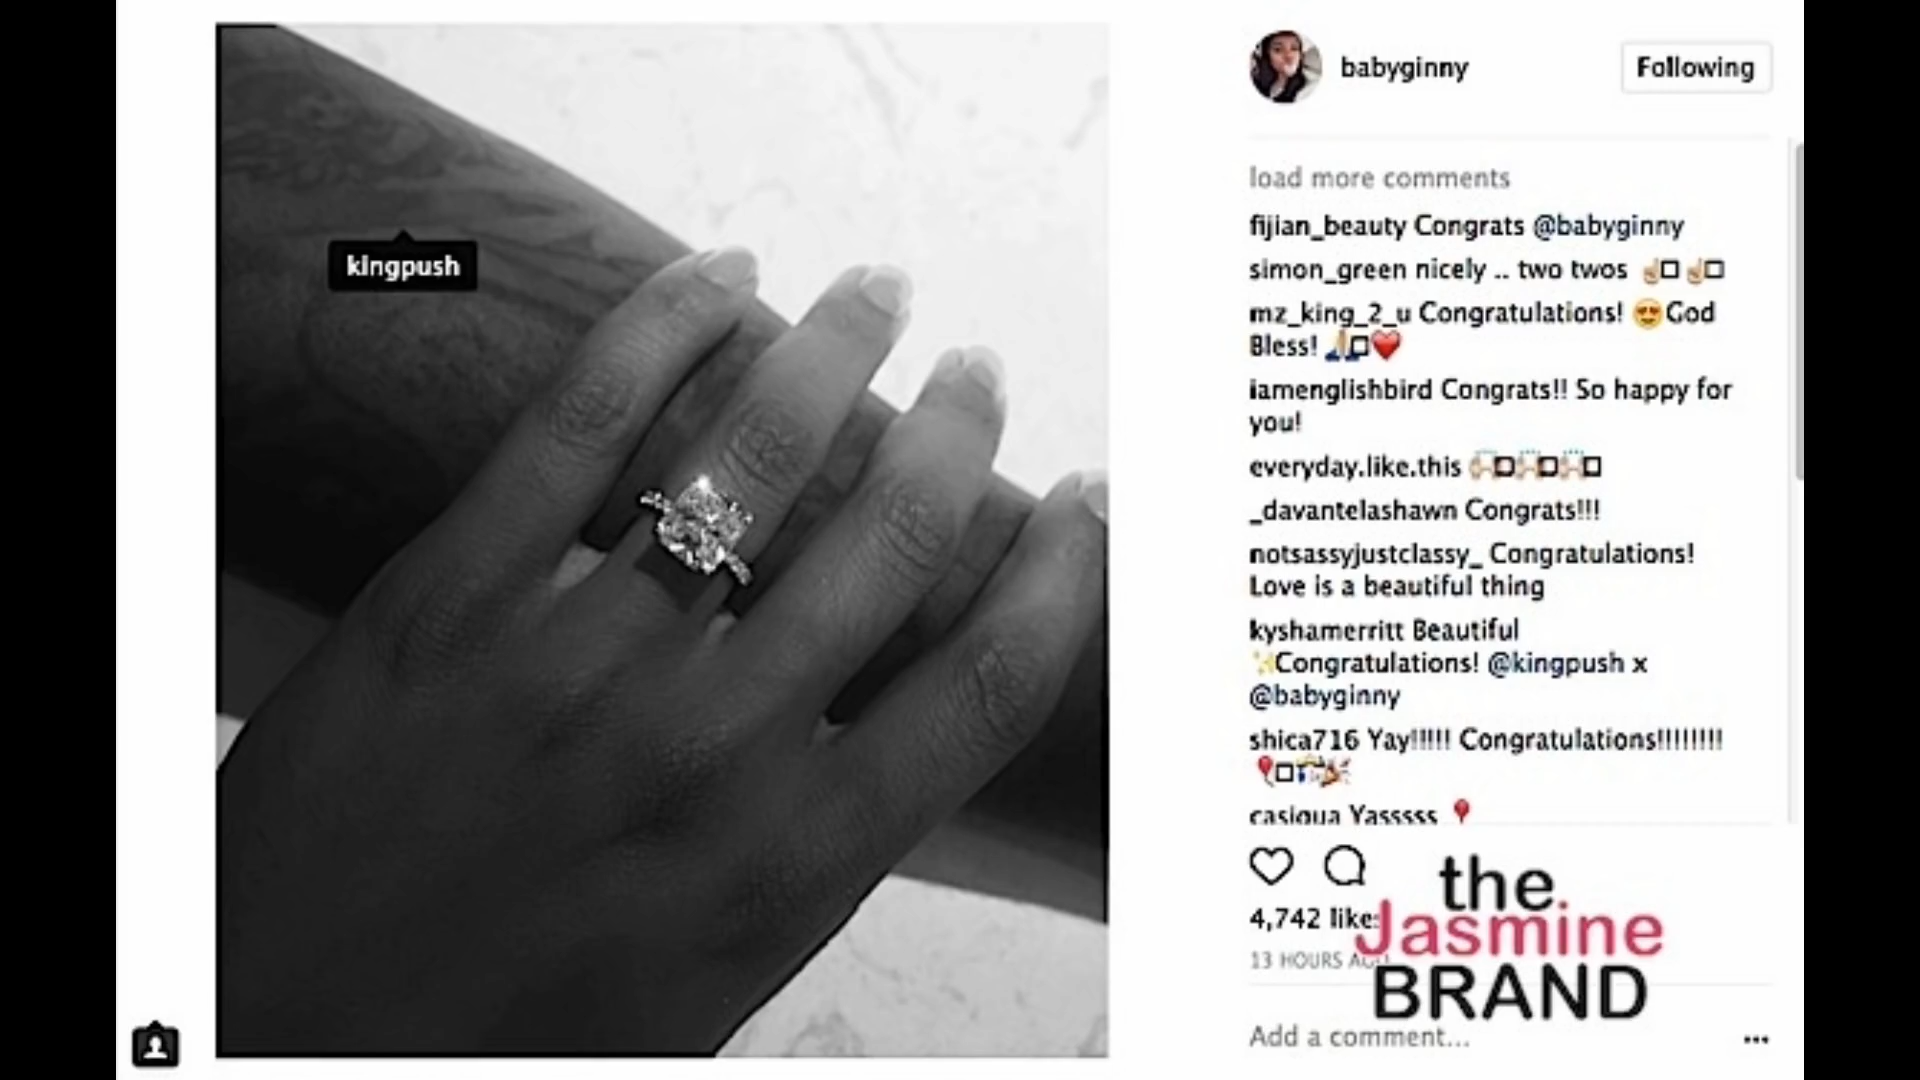 kingpush
babyginny
Following
load more comments
fijian_beauty Congrats @babyginny
simon_green nicely .. two twos ☝☝
mz_king_2_u Congratulations! 😍God
Bless! 🙏❤️
iamenglishbird Congrats!! So happy for
you!
everyday.like.this 🙌🙌🙌
_davantelashawn Congrats!!!
notsassyjustclassy_ Congratulations!
Love is a beautiful thing
kyshamerritt Beautiful
✨Congratulations! @kingpush x
@babyginny
shica716 Yay!!!!! Congratulations!!!!!!!!
🎈🎉
casiqua Yasssss 🎈
4,742 likes
13 HOURS AGO
the
Jasmine
BRAND
Add a comment...